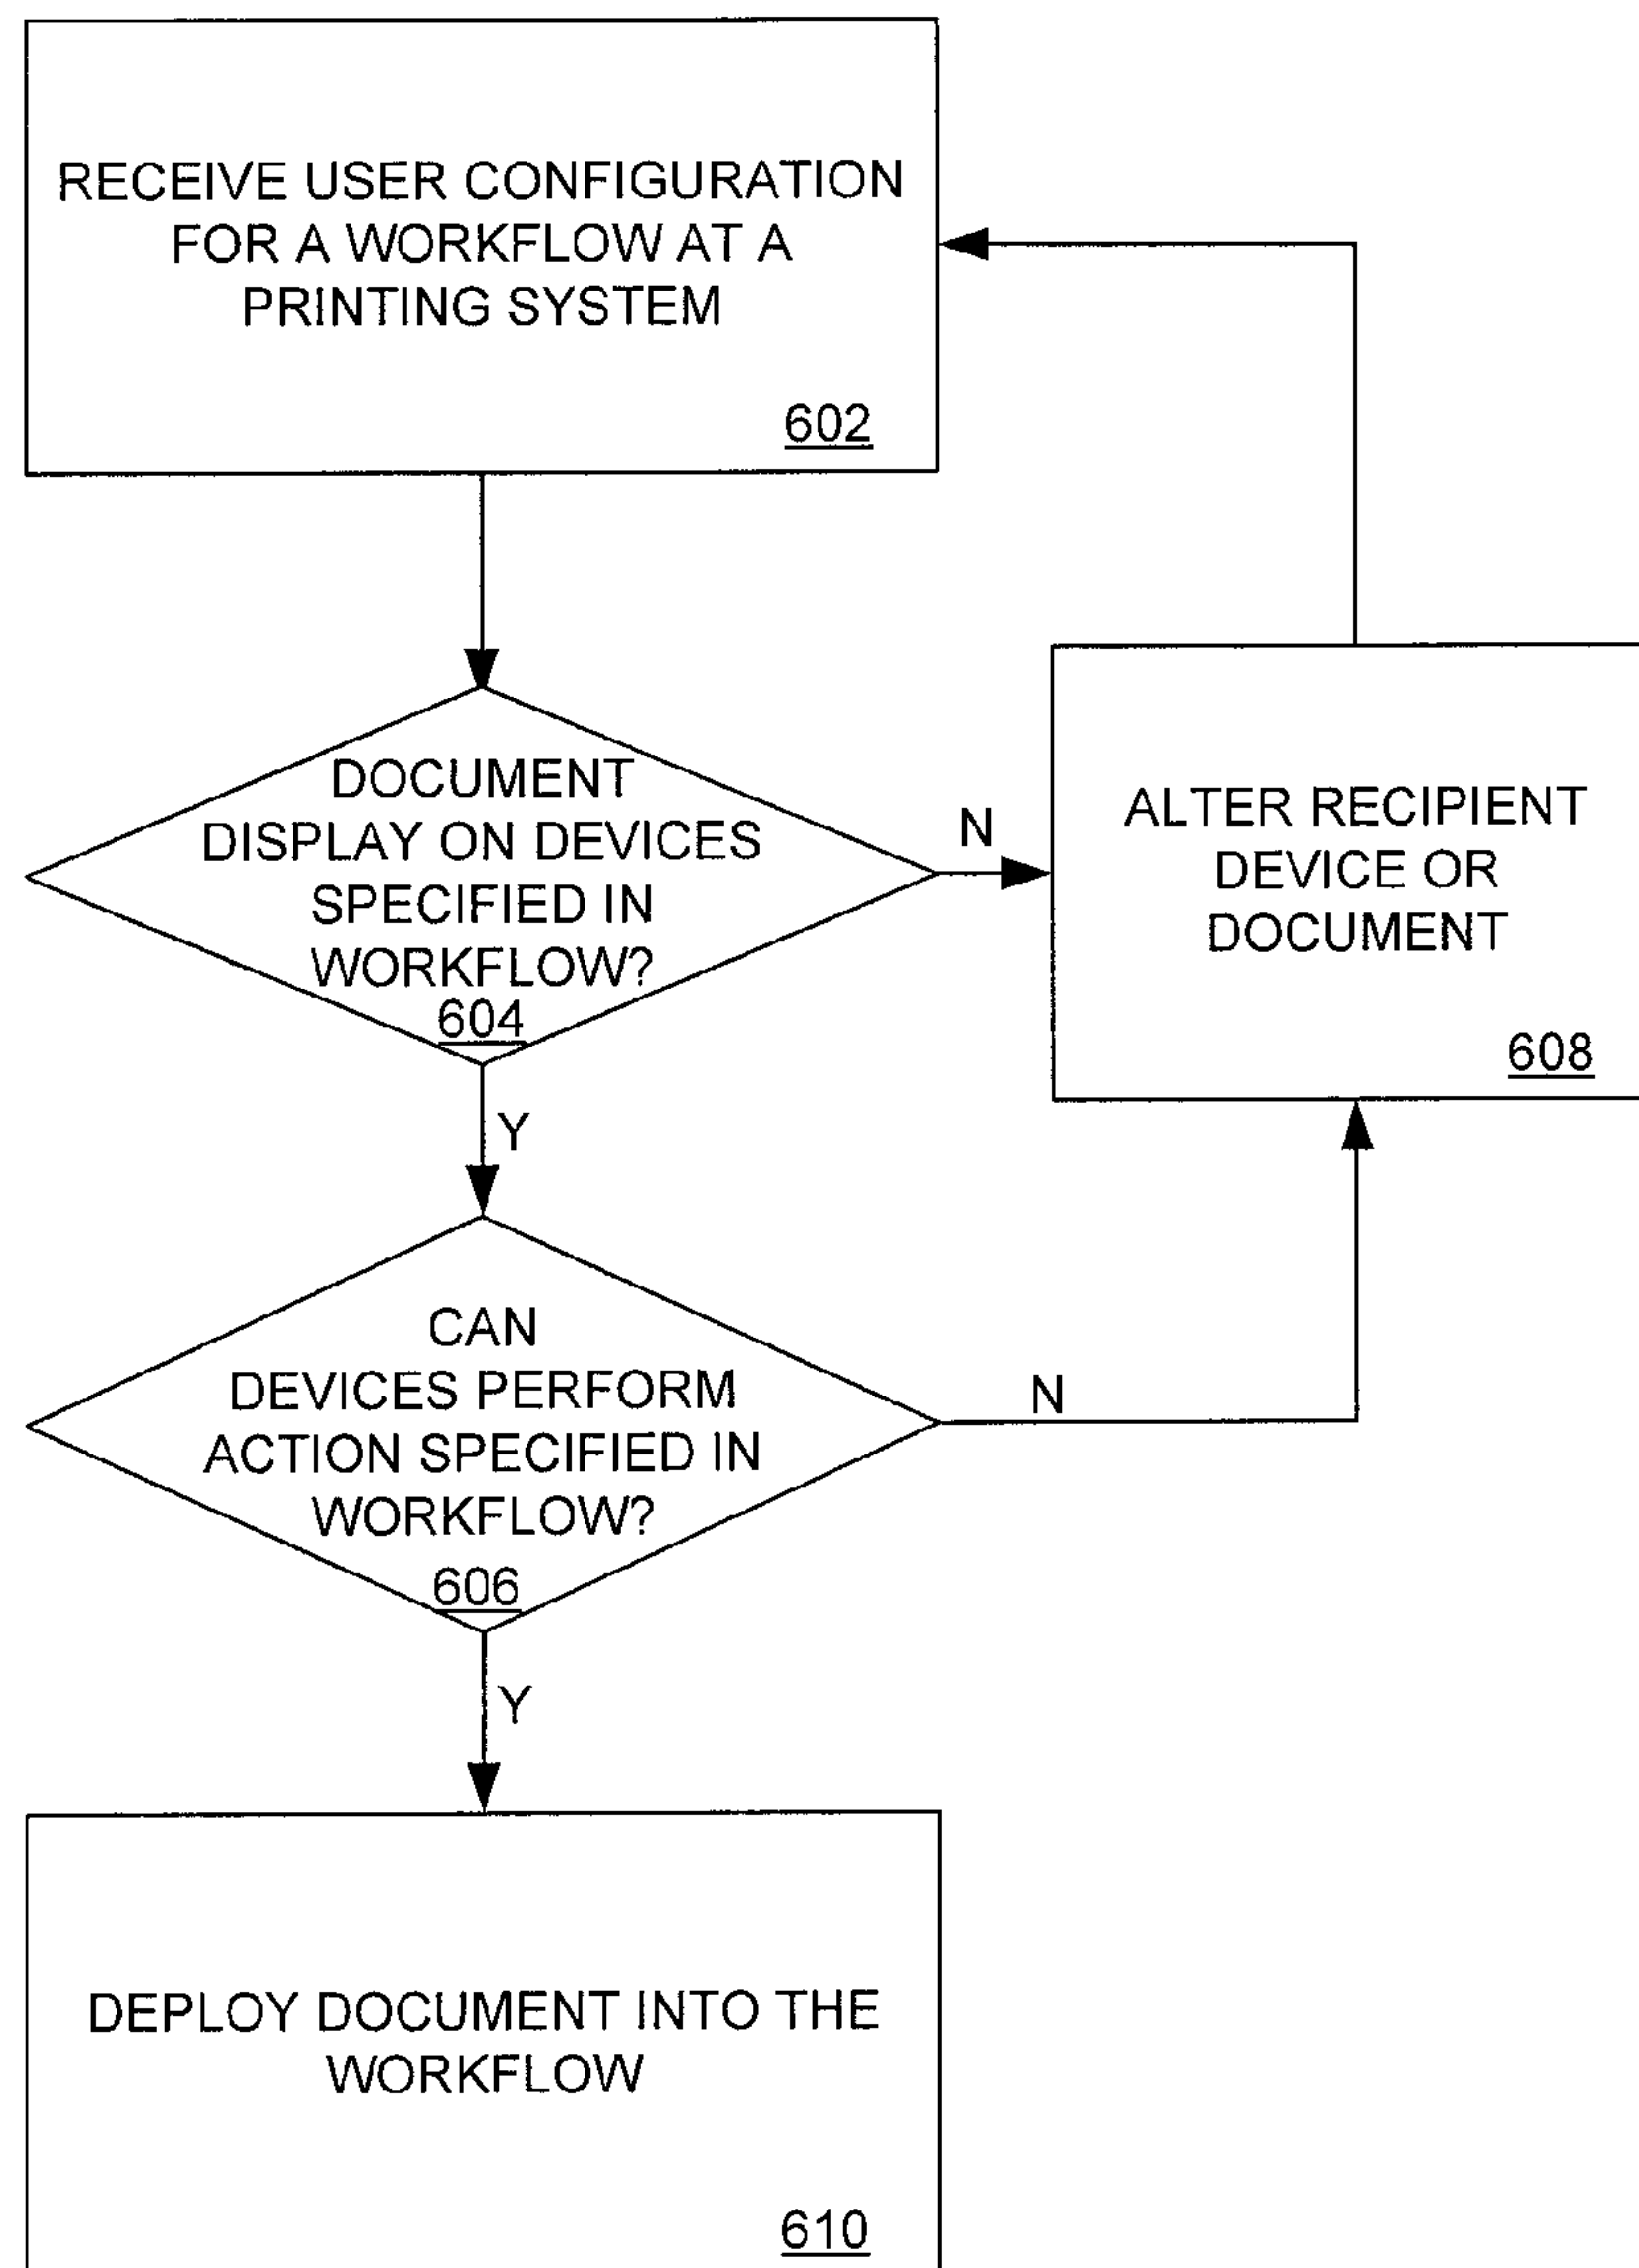 RECEIVE USER CONFIGURATION
FOR A WORKFLOW AT A
PRINTING SYSTEM
602
DOCUMENT
DISPLAY ON DEVICES
SPECIFIED IN
WORKFLOW?
604
N
ALTER RECIPIENT
DEVICE OR
DOCUMENT
608
Y
CAN
DEVICES PERFORM
ACTION SPECIFIED IN
WORKFLOW?
606
N
Y
DEPLOY DOCUMENT INTO THE
WORKFLOW
610